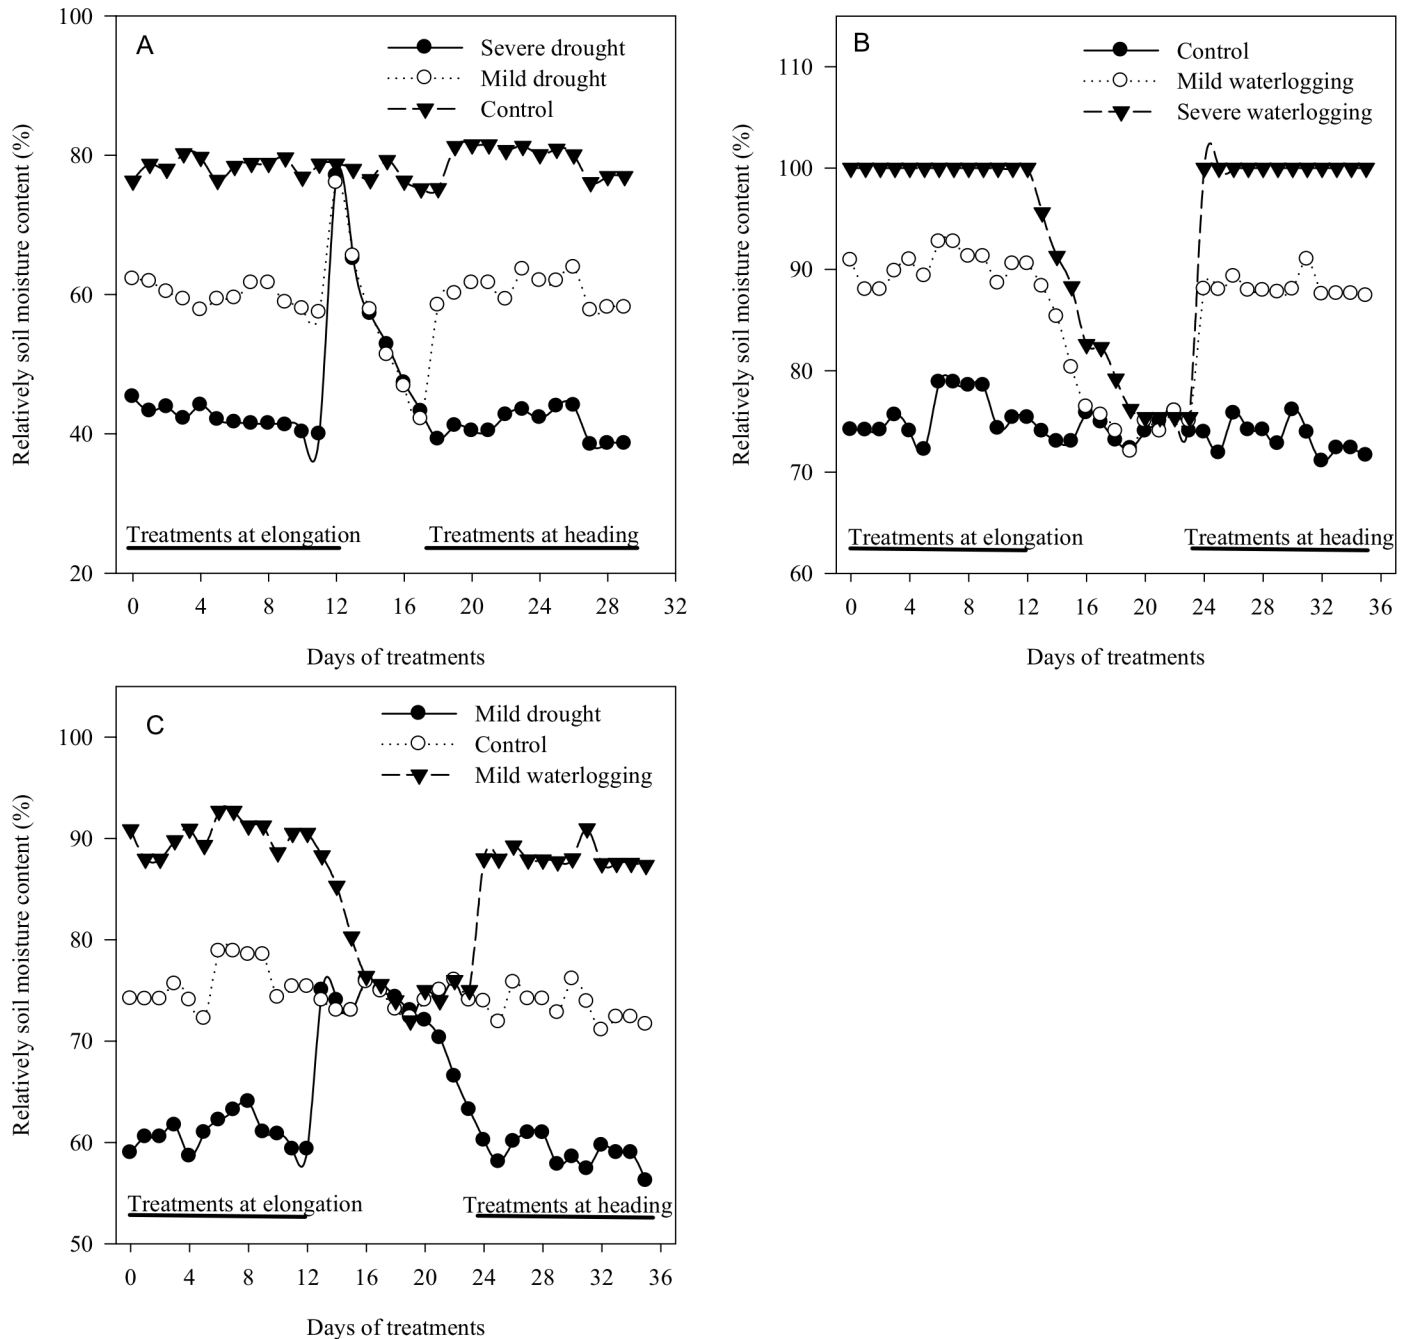 A
Severe drought
Mild drought
Control
Relatively soil moisture content (%)
100
80
60
40
20
Treatments at elongation
Treatments at heading
0 4 8 12 16 20 24 28 32
Days of treatments
B
Control
Mild waterlogging
Severe waterlogging
Relatively soil moisture content (%)
110
100
90
80
70
60
Treatments at elongation
Treatments at heading
0 4 8 12 16 20 24 28 32 36
Days of treatments
C
Mild drought
Control
Mild waterlogging
Relatively soil moisture content (%)
100
90
80
70
60
50
Treatments at elongation
Treatments at heading
0 4 8 12 16 20 24 28 32 36
Days of treatments